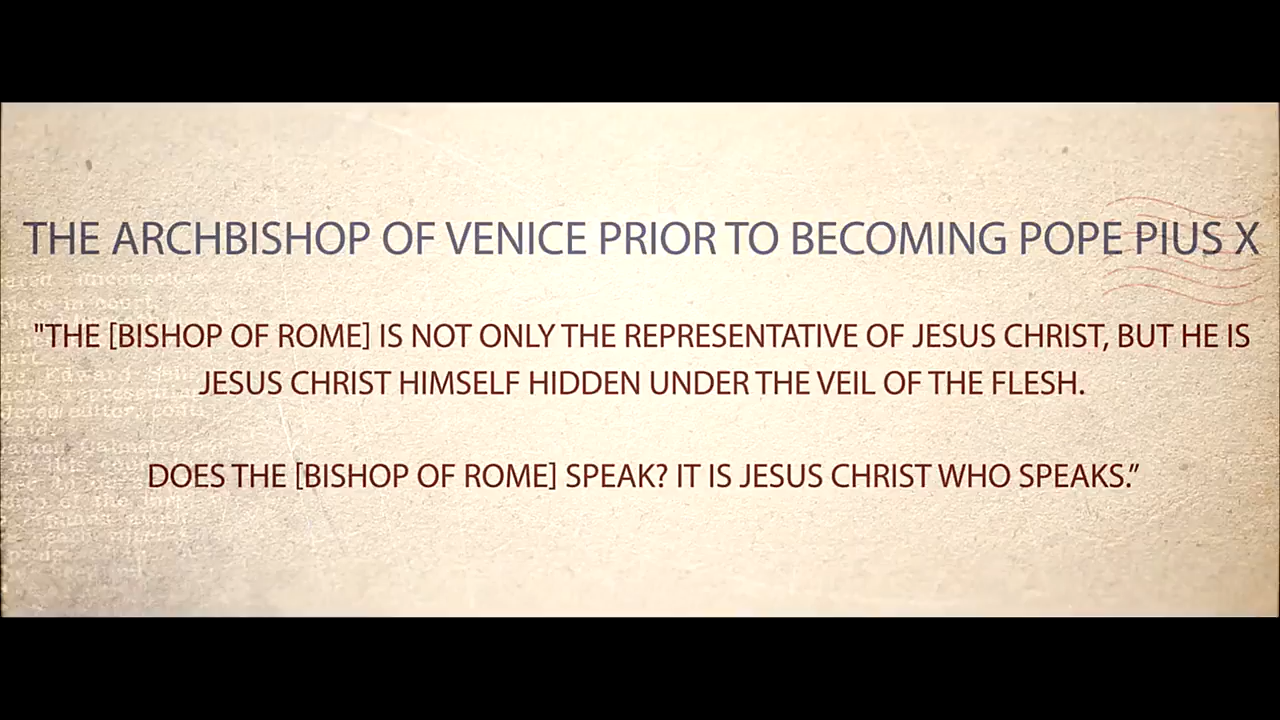 THE ARCHBISHOP OF VENICE PRIOR TO BECOMING POPE PIUS X
"THE [BISHOP OF ROME] IS NOT ONLY THE REPRESENTATIVE OF JESUS CHRIST, BUT HE IS
JESUS CHRIST HIMSELF HIDDEN UNDER THE VEIL OF THE FLESH.
DOES THE [BISHOP OF ROME] SPEAK? IT IS JESUS CHRIST WHO SPEAKS.”